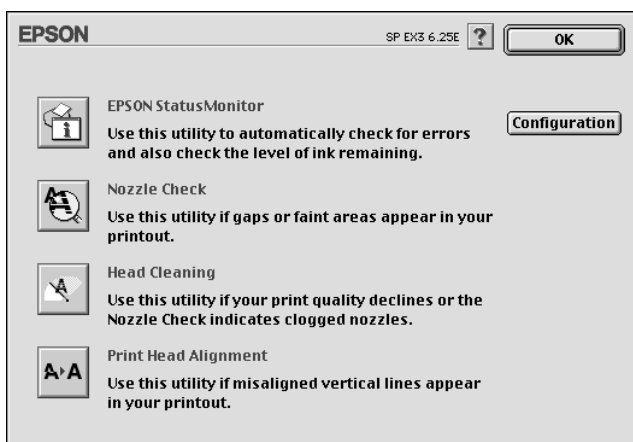 EPSON
SP EX3 6.25E
?
OK
EPSON StatusMonitor
Use this utility to automatically check for errors
and also check the level of ink remaining.
Configuration
Nozzle Check
Use this utility if gaps or faint areas appear in your
printout.
Head Cleaning
Use this utility if your print quality declines or the
Nozzle Check indicates clogged nozzles.
A▸A
Print Head Alignment
Use this utility if misaligned vertical lines appear
in your printout.